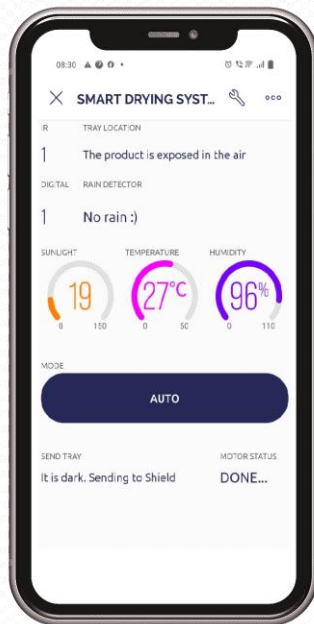 08:30
SMART DRYING SYST...
IR TRAY LOCATION
1 The product is exposed in the air
DIGITAL RAIN DETECTOR
1 No rain :)
SUNLIGHT TEMPERATURE HUMIDITY
19 27°C 96%
0 150 0 50 0 110
MODE
AUTO
SEND TRAY MOTOR STATUS
It is dark. Sending to Shield DONE...